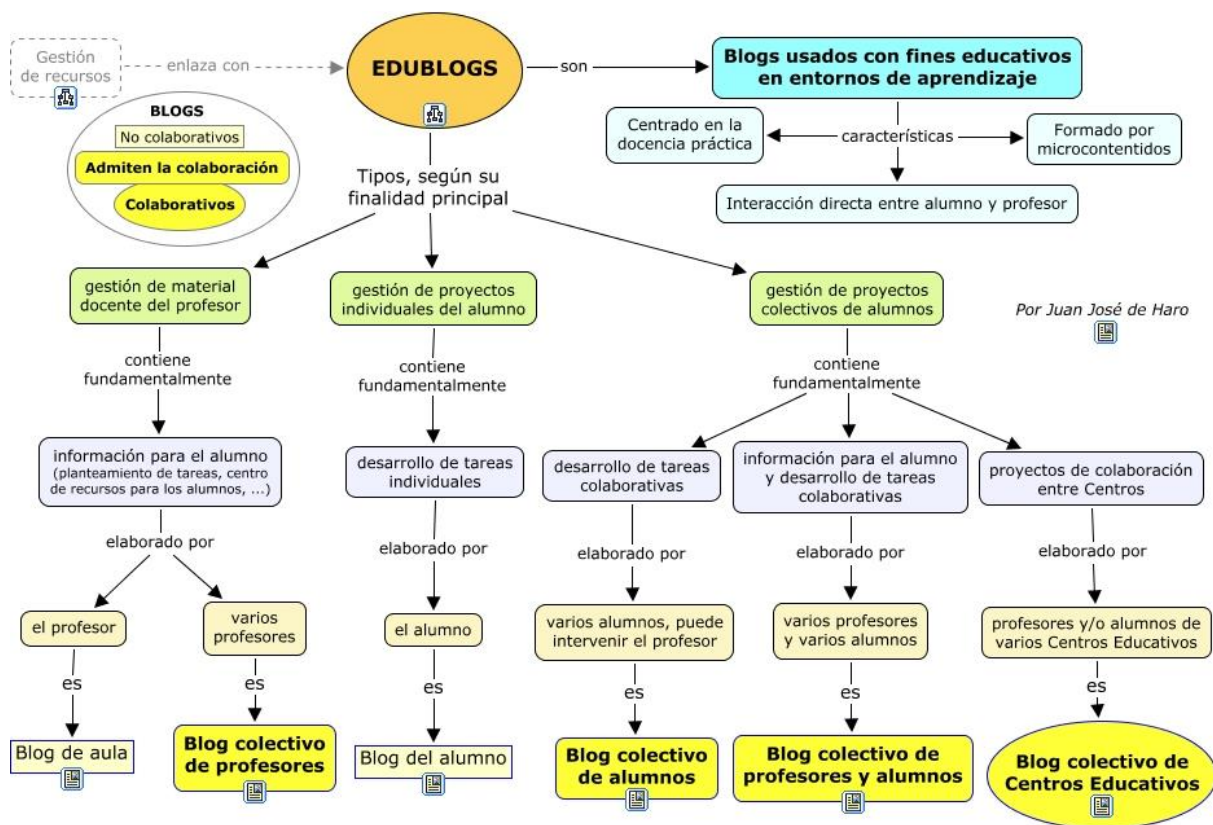 Gestión
de recursos
enlaza con
EDUBLOGS
son
Blogs usados con fines educativos
en entornos de aprendizaje
BLOGS
No colaborativos
Admiten la colaboración
Colaborativos
Centrado en la
docencia práctica
características
Formado por
microcontenidos
Interacción directa entre alumno y profesor
Tipos, según su
finalidad principal
gestión de material
docente del profesor
gestión de proyectos
individuales del alumno
gestión de proyectos
colectivos de alumnos
Por Juan José de Haro
contiene
fundamentalmente
contiene
fundamentalmente
contiene
fundamentalmente
información para el alumno
(planteamiento de tareas, centro
de recursos para los alumnos, ...)
desarrollo de tareas
individuales
desarrollo de tareas
colaborativas
información para el alumno
y desarrollo de tareas
colaborativas
proyectos de colaboración
entre Centros
elaborado por
elaborado por
elaborado por
elaborado por
elaborado por
el profesor
varios
profesores
el alumno
varios alumnos, puede
intervenir el profesor
varios profesores
y varios alumnos
profesores y/o alumnos de
varios Centros Educativos
es
es
es
es
es
es
Blog de aula
Blog colectivo
de profesores
Blog del alumno
Blog colectivo
de alumnos
Blog colectivo de
profesores y alumnos
Blog colectivo de
Centros Educativos